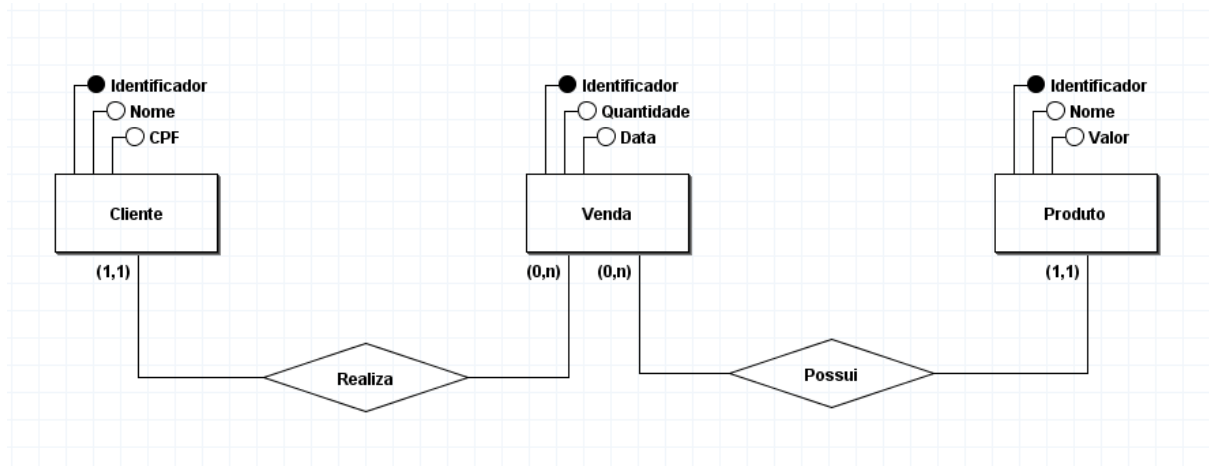 Identificador
Nome
CPF
Cliente
(1,1)
Identificador
Quantidade
Data
Venda
(0,n)
(0,n)
Identificador
Nome
Valor
Produto
(1,1)
Realiza
Possui